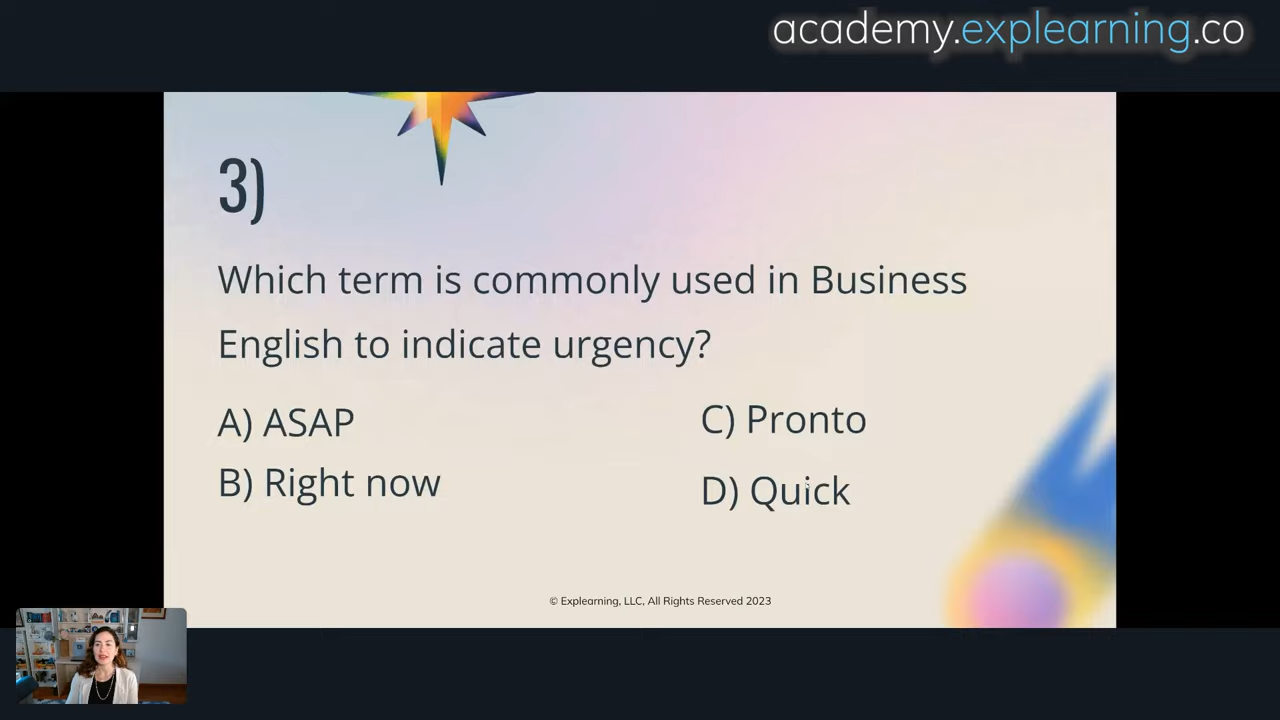 academy.explearning.co
3)
Which term is commonly used in Business
English to indicate urgency?
A) ASAP
B) Right now
C) Pronto
D) Quick
© Explearning, LLC, All Rights Reserved 2023